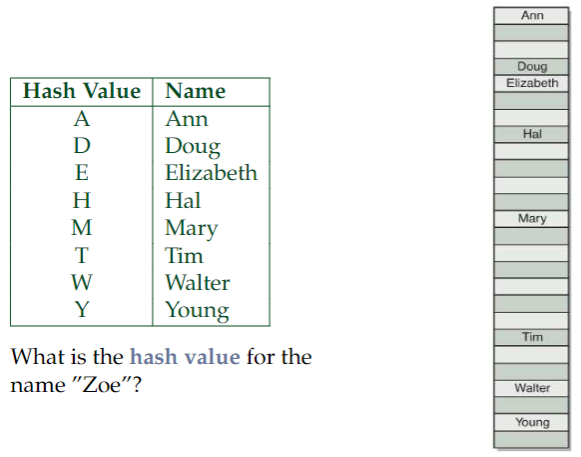 Hash Value Name
A Ann
D Doug
E Elizabeth
H Hal
M Mary
T Tim
W Walter
Y Young
What is the hash value for the
name ”Zoe”?
Ann
Doug
Elizabeth
Hal
Mary
Tim
Walter
Young